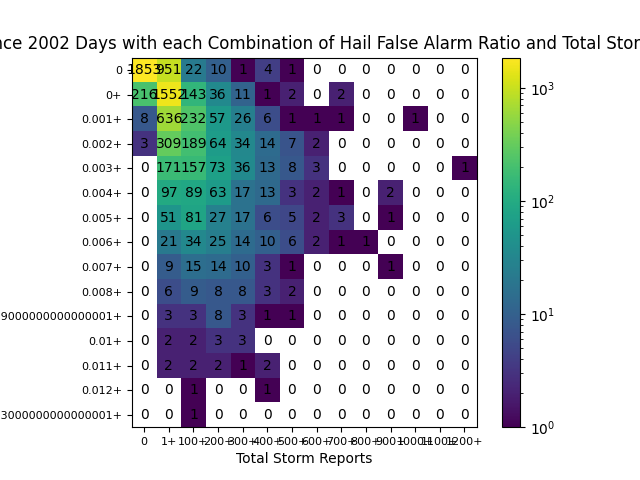 nce 2002 Days with each Combination of Hail False Alarm Ratio and Total Stor
0 1853 951 22 10 1 4 1 0 0 0 0 0 0 0
0+ 216 1552 143 36 11 1 2 0 2 0 0 0 0 0
0.001+ 8 636 232 57 26 6 1 1 1 0 0 1 0 0
0.002+ 3 309 189 64 34 14 7 2 0 0 0 0 0 0
0.003+ 0 171 157 73 36 13 8 3 0 0 0 0 0 1
0.004+ 0 97 89 63 17 13 3 2 1 0 2 0 0 0
0.005+ 0 51 81 27 17 6 5 2 3 0 1 0 0 0
0.006+ 0 21 34 25 14 10 6 2 1 1 0 0 0 0
0.007+ 0 9 15 14 10 3 1 0 0 0 1 0 0 0
0.008+ 0 6 9 8 8 3 2 0 0 0 0 0 0 0
9000000000000001+ 0 3 3 8 3 1 1 0 0 0 0 0 0 0
0.01+ 0 2 2 3 3 0 0 0 0 0 0 0 0 0
0.011+ 0 2 2 2 1 2 0 0 0 0 0 0 0 0
0.012+ 0 0 1 0 0 1 0 0 0 0 0 0 0 0
3000000000000001+ 0 0 1 0 0 0 0 0 0 0 0 0 0 0
0 1+ 100+ 200+ 300+ 400+ 500+ 600+ 700+ 800+ 900+ 1000+ 1100+ 1200+
Total Storm Reports
10³
10²
10¹
10⁰